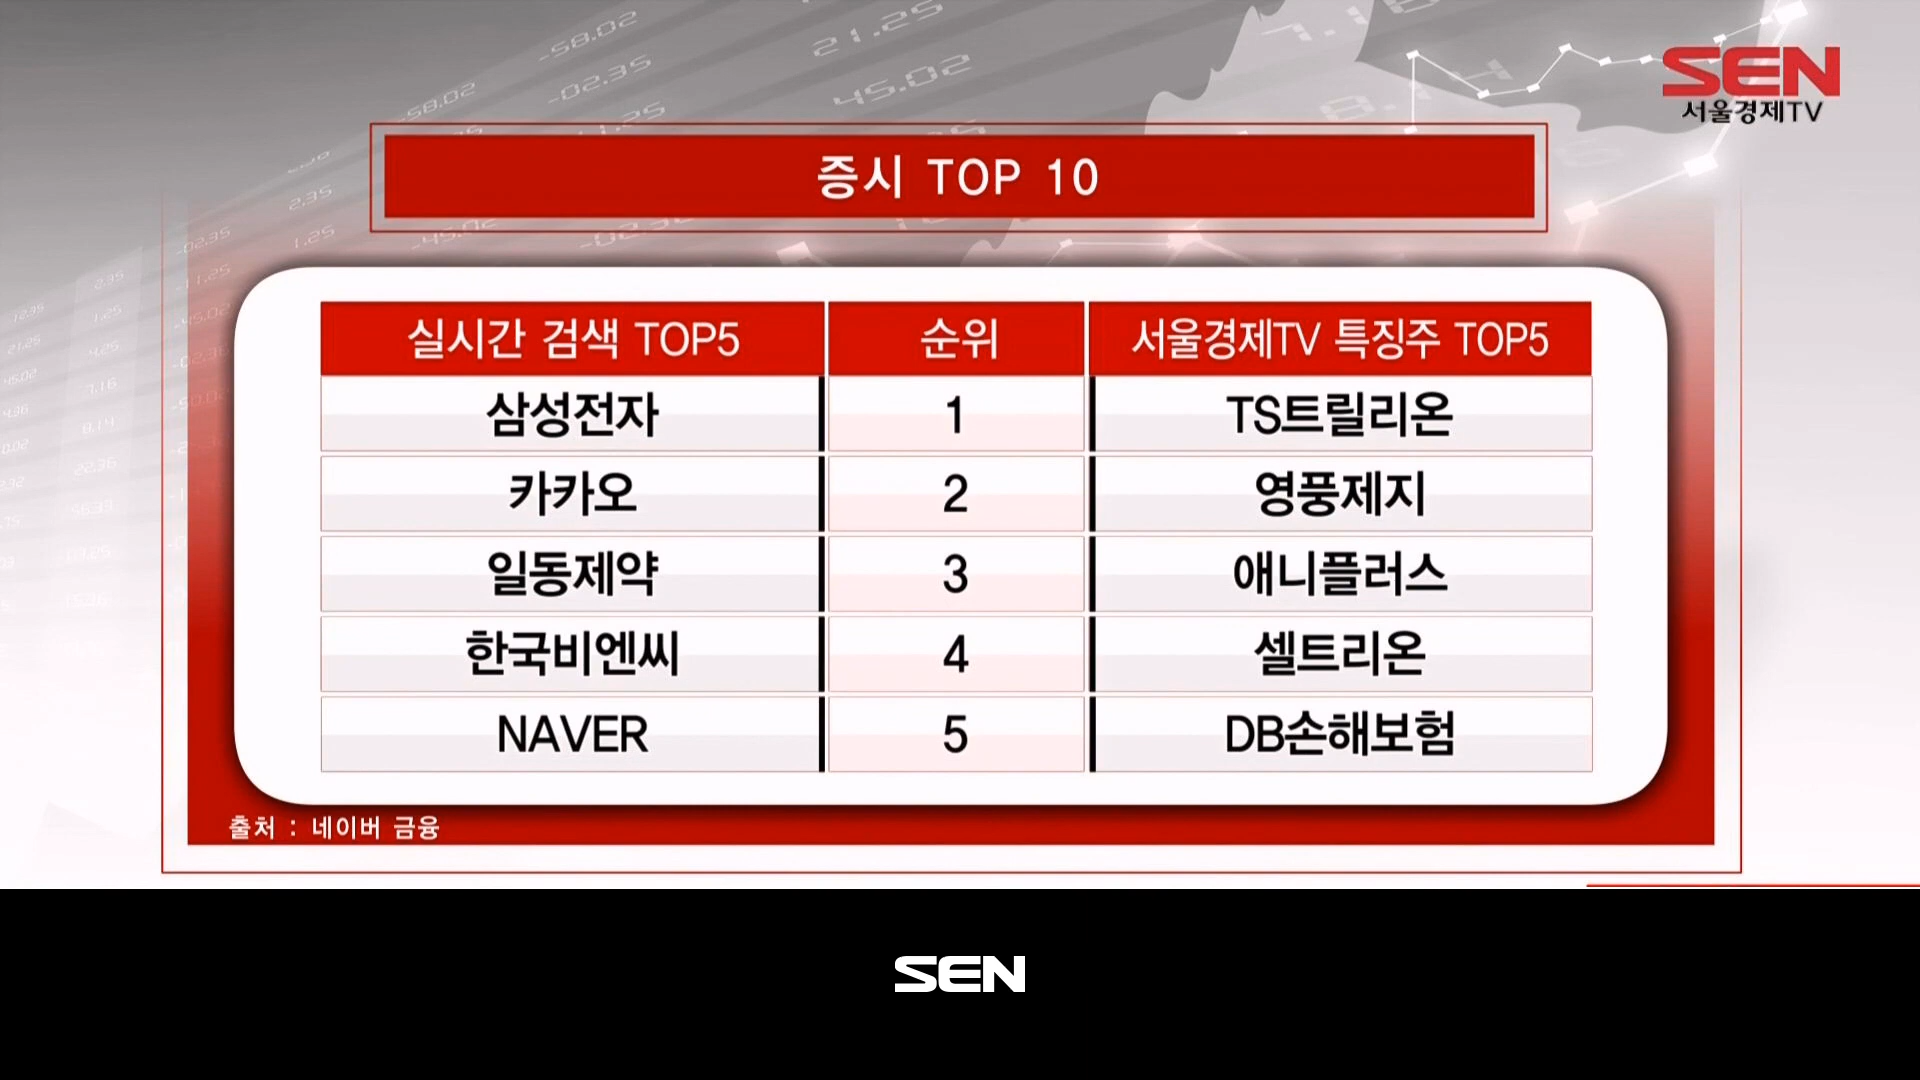 SEN
서울경제TV
증시 TOP 10
실시간 검색 TOP5 순위 서울경제TV 특징주 TOP5
삼성전자 1 TS트릴리온
카카오 2 영풍제지
일동제약 3 애니플러스
한국비엔씨 4 셀트리온
NAVER 5 DB손해보험
출처 : 네이버 금융
SEN